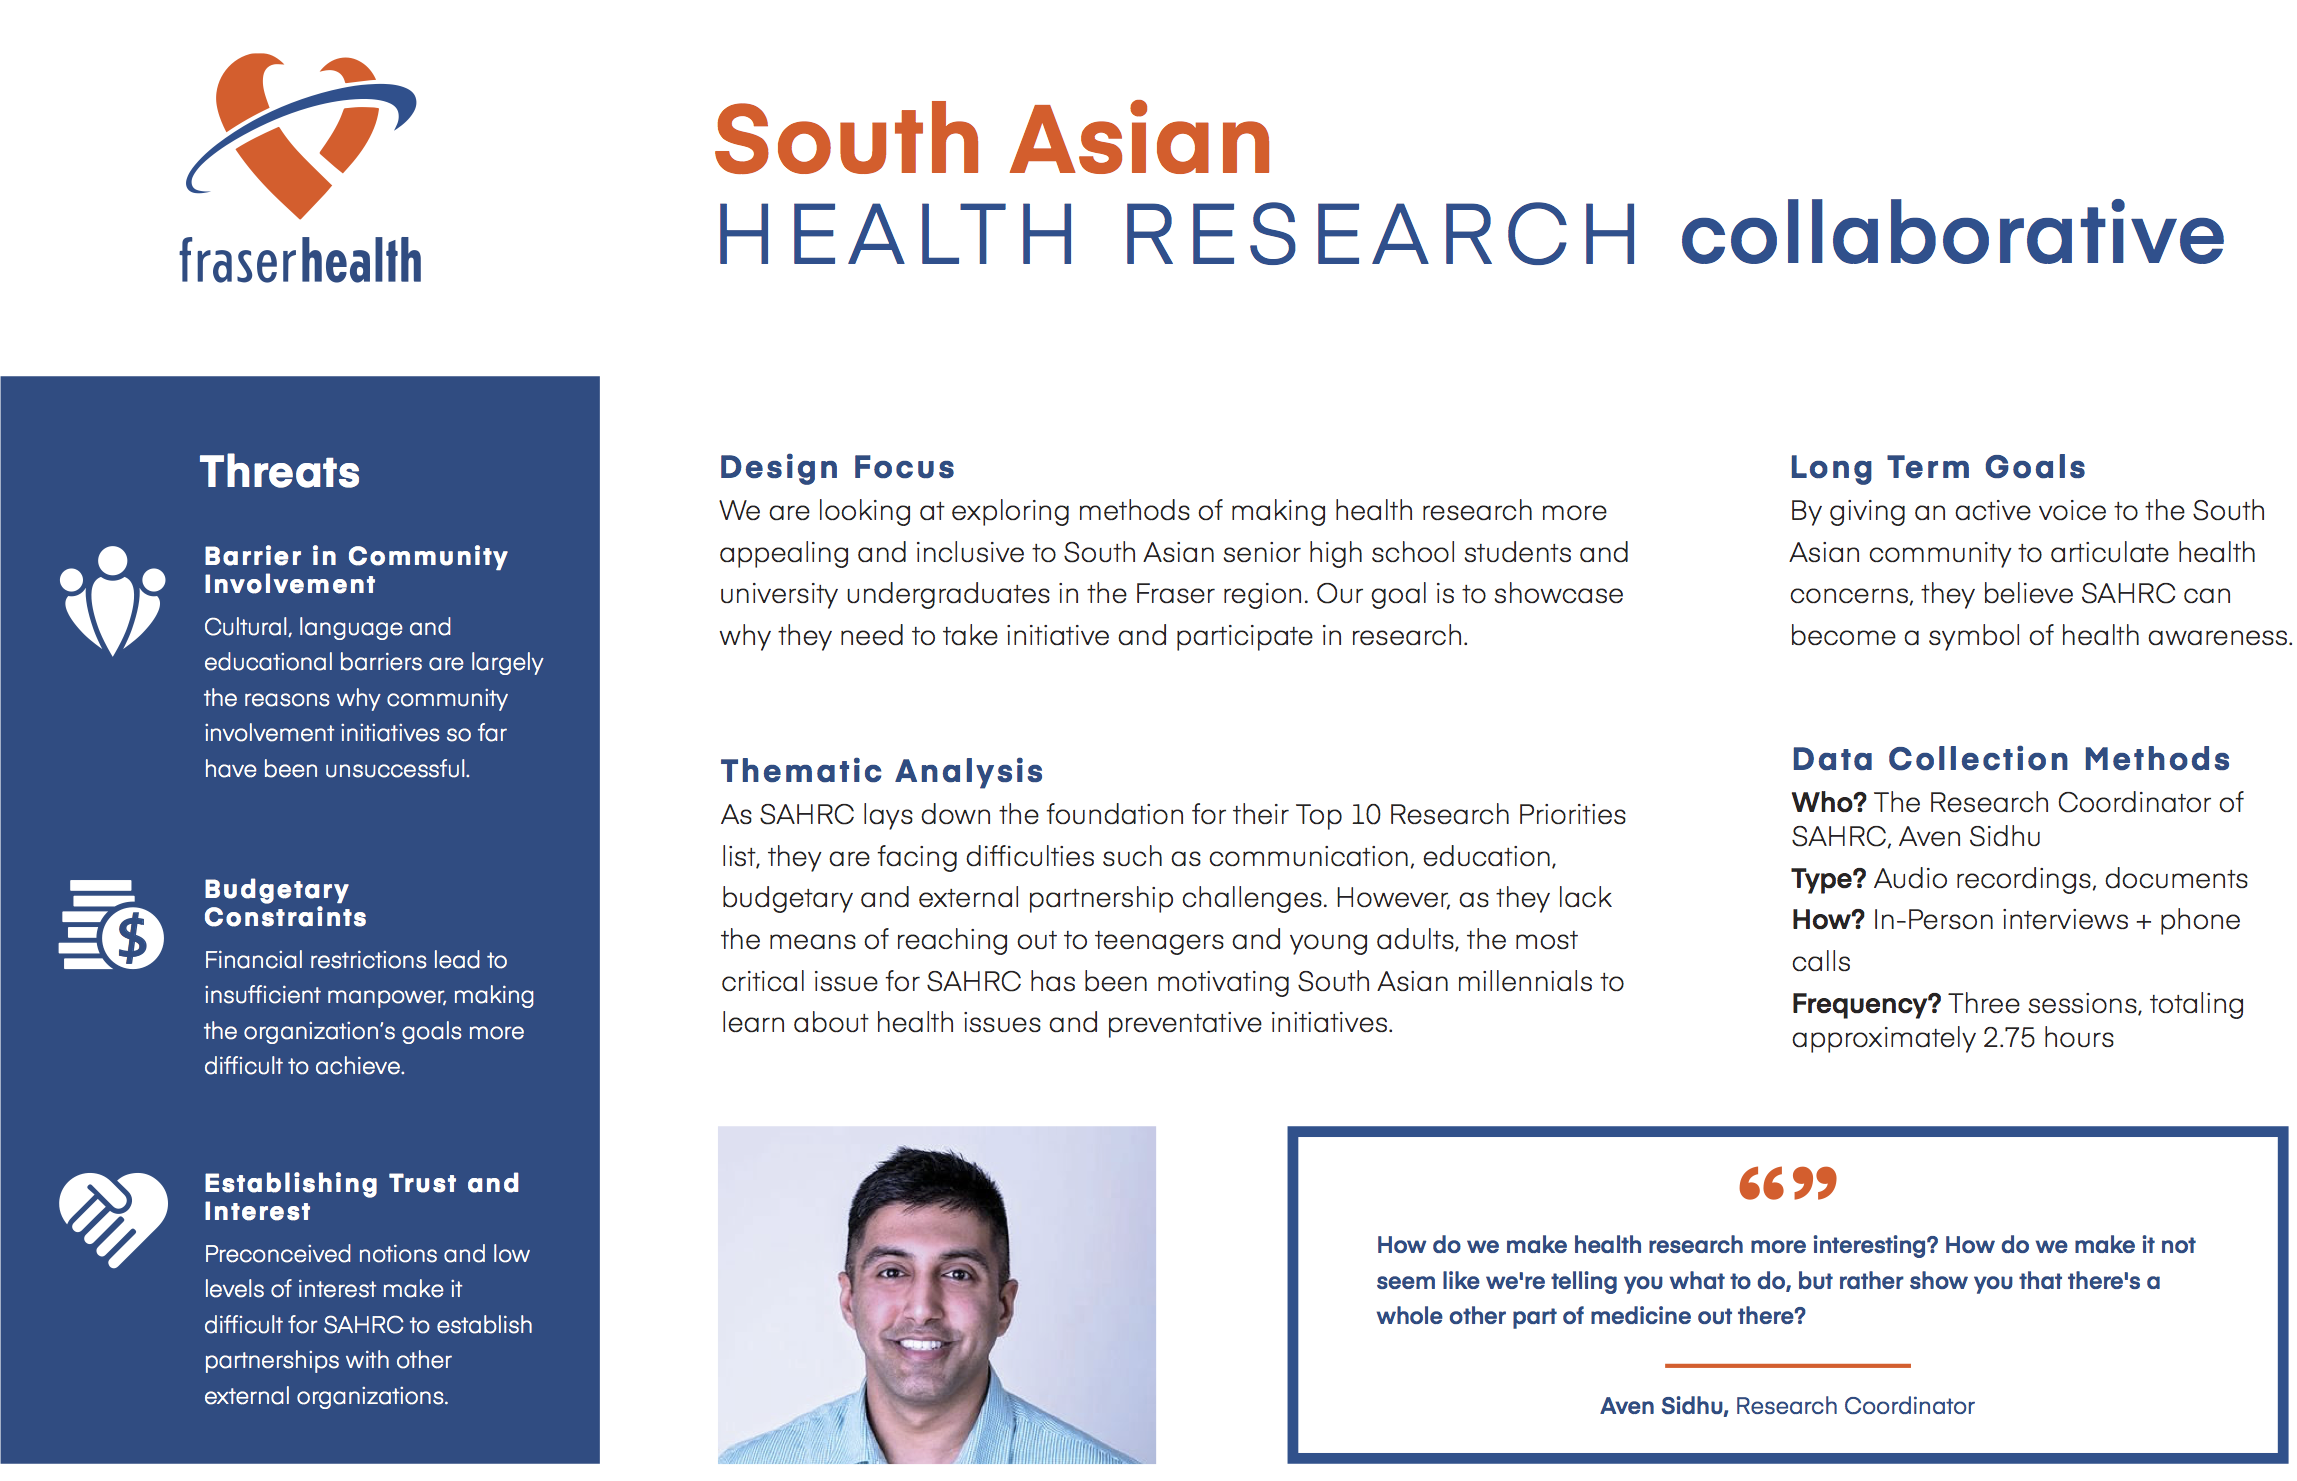 fraserhealth
South Asian
HEALTH RESEARCH collaborative
Threats
Barrier in Community
Involvement
Cultural, language and
educational barriers are largely
the reasons why community
involvement initiatives so far
have been unsuccessful.
$
Budgetary
Constraints
Financial restrictions lead to
insufficient manpower, making
the organization's goals more
difficult to achieve.
Establishing Trust and
Interest
Preconceived notions and low
levels of interest make it
difficult for SAHRC to establish
partnerships with other
external organizations.
Design Focus
We are looking at exploring methods of making health research more
appealing and inclusive to South Asian senior high school students and
university undergraduates in the Fraser region. Our goal is to showcase
why they need to take initiative and participate in research.
Thematic Analysis
As SAHRC lays down the foundation for their Top 10 Research Priorities
list, they are facing difficulties such as communication, education,
budgetary and external partnership challenges. However, as they lack
the means of reaching out to teenagers and young adults, the most
critical issue for SAHRC has been motivating South Asian millennials to
learn about health issues and preventative initiatives.
Long Term Goals
By giving an active voice to the South
Asian community to articulate health
concerns, they believe SAHRC can
become a symbol of health awareness.
Data Collection Methods
Who? The Research Coordinator of
SAHRC, Aven Sidhu
Type? Audio recordings, documents
How? In-Person interviews + phone
calls
Frequency? Three sessions, totaling
approximately 2.75 hours
“”
How do we make health research more interesting? How do we make it not
seem like we're telling you what to do, but rather show you that there's a
whole other part of medicine out there?
Aven Sidhu, Research Coordinator